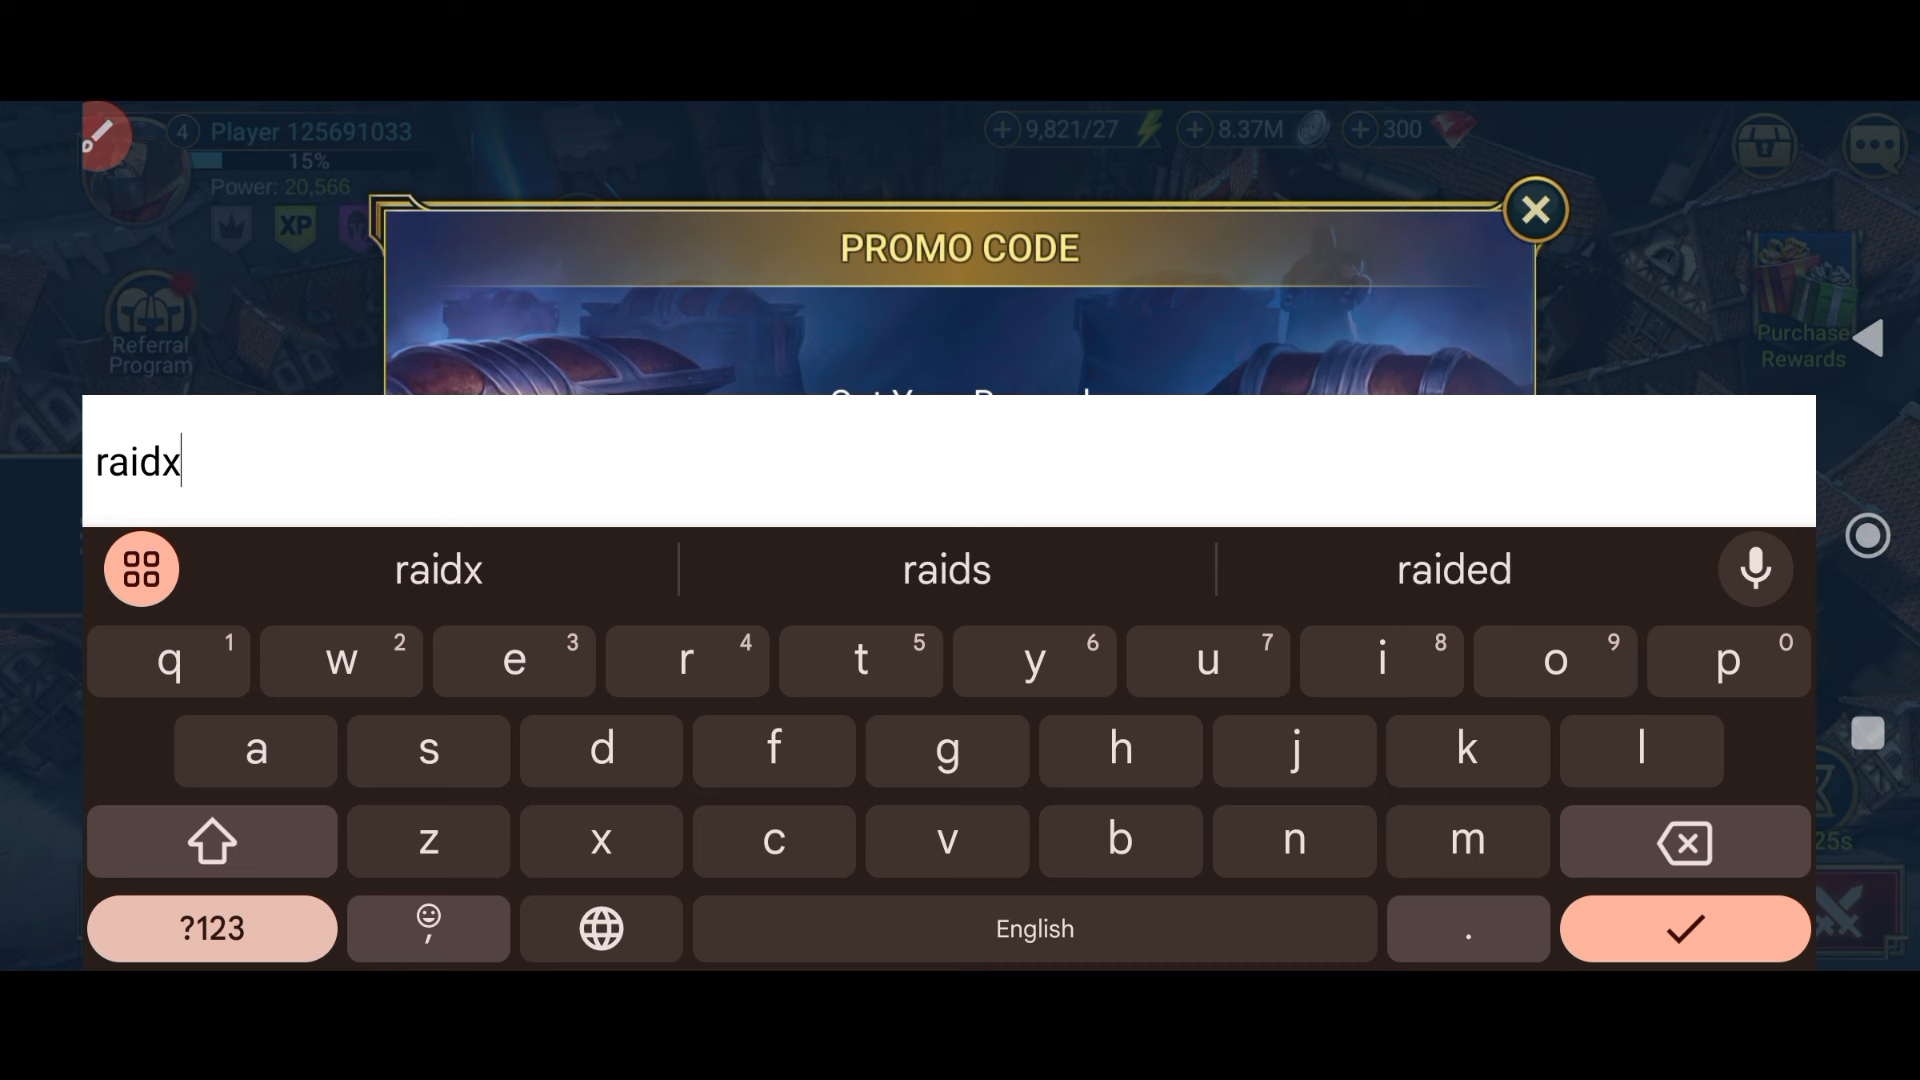 4 Player 125691033
9,821/27
8.37M
300
15%
Power: 20,566
XP
PROMO CODE
Referral
Program
Purchase
Rewards
raidx
raidx raids raided
q 1 w 2 e 3 r 4 t 5 y 6 u 7 i 8 o 9 p 0
a s d f g h j k l
z x c v b n m
25s
?123 , English .